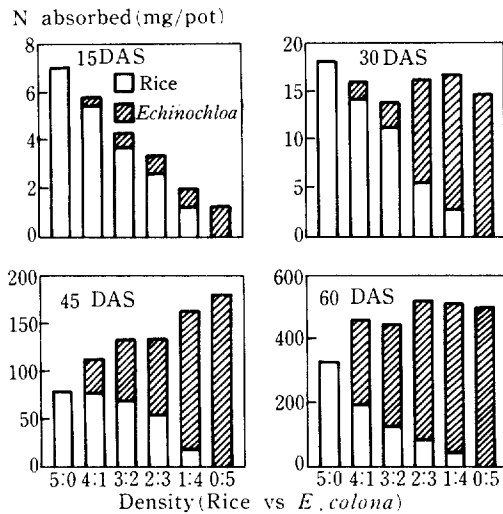 N absorbed (mg/pot)
15DAS
Rice
Echinochloa
8
6
4
2
0
30DAS
20
15
10
5
0
45 DAS
200
150
100
50
0
60 DAS
600
400
200
0
5:0 4:1 3:2 2:3 1:4 0:5
5:0 4:1 3:2 2:3 1:4 0:5
Density (Rice vs E. colona)